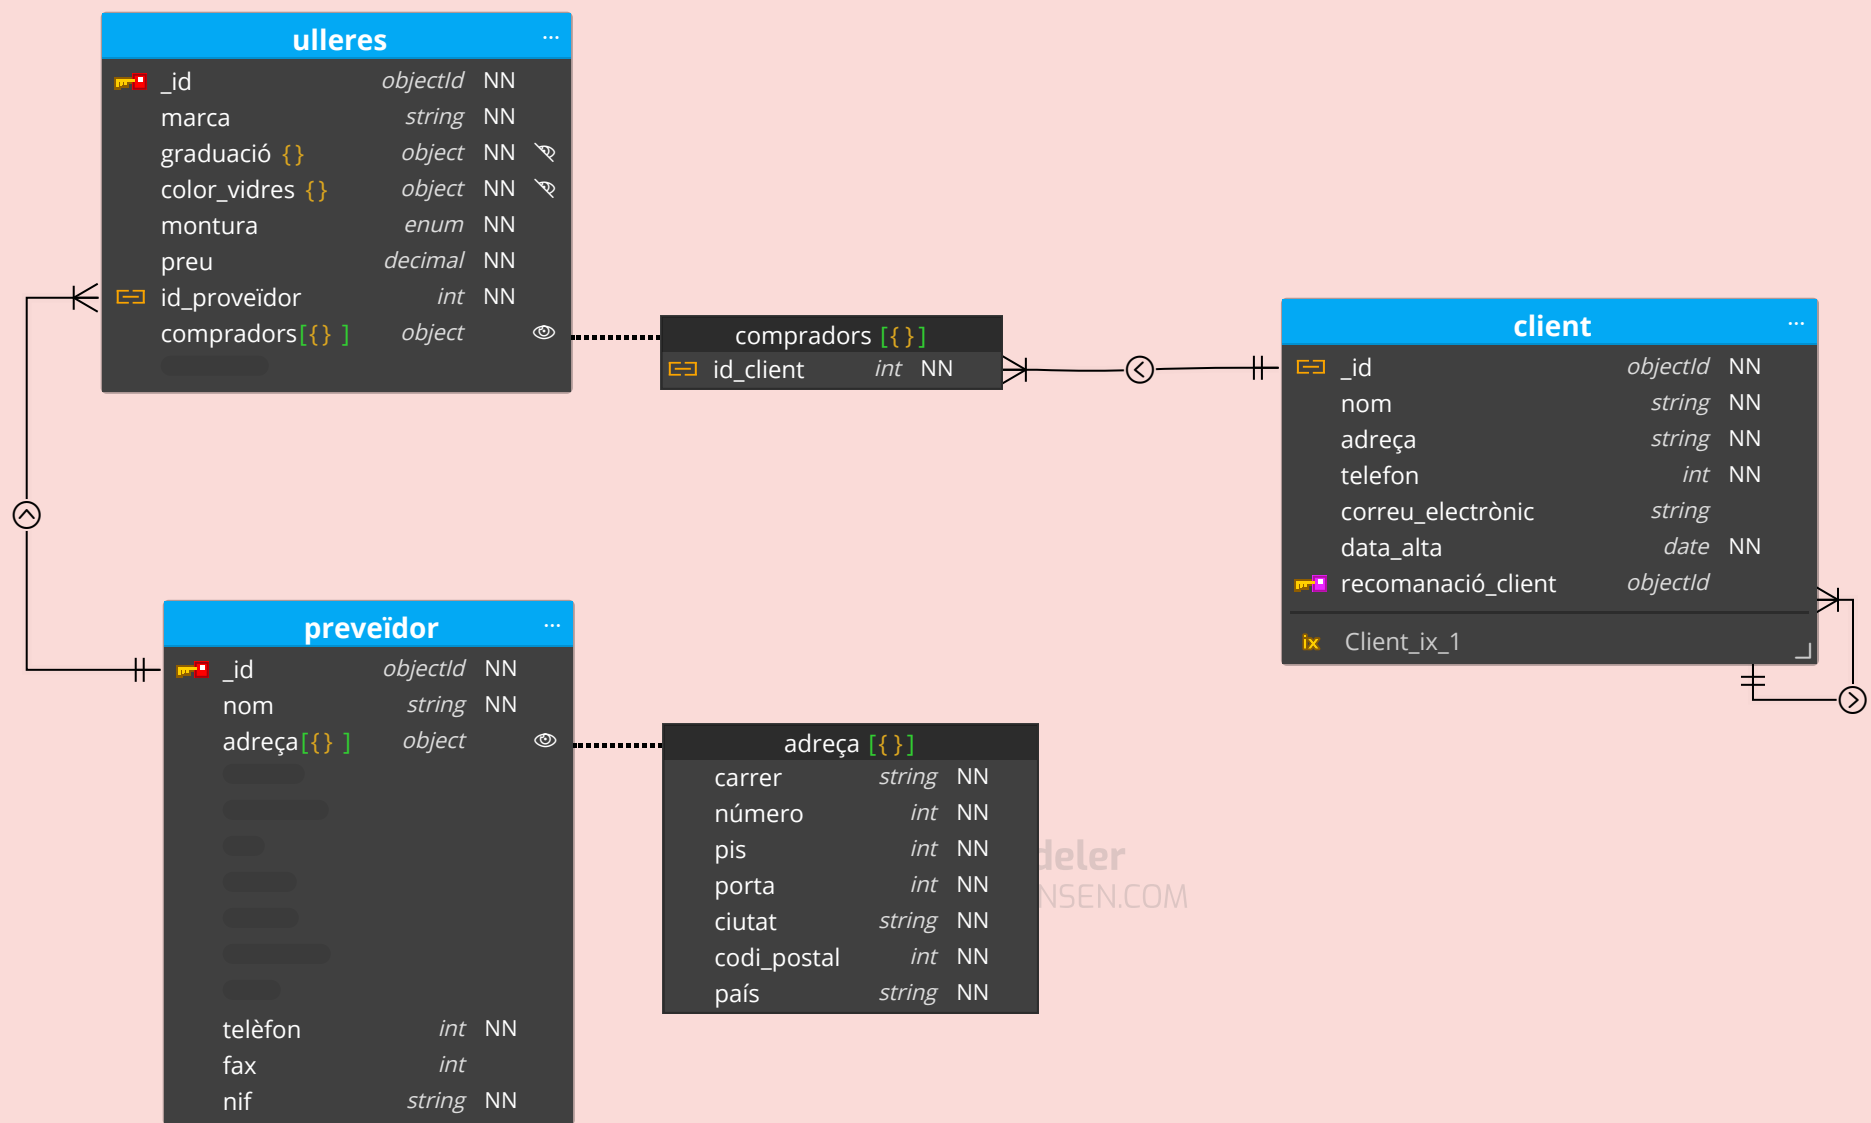 ulleres ...
_id objectId NN
marca string NN
graduació {} object NN
color_vidres {} object NN
montura enum NN
preu decimal NN
id_proveïdor int NN
compradors[{} ] object
compradors [{}]
id_client int NN
client ...
_id objectId NN
nom string NN
adreça string NN
telefon int NN
correu_electrònic string
data_alta date NN
recomanació_client objectId
ix Client_ix_1
preveïdor ...
_id objectId NN
nom string NN
adreça[{} ] object
telèfon int NN
fax int
nif string NN
adreça [{}]
carrer string NN
número int NN
pis int NN
porta int NN
ciutat string NN
codi_postal int NN
país string NN
deler
NSEN.COM